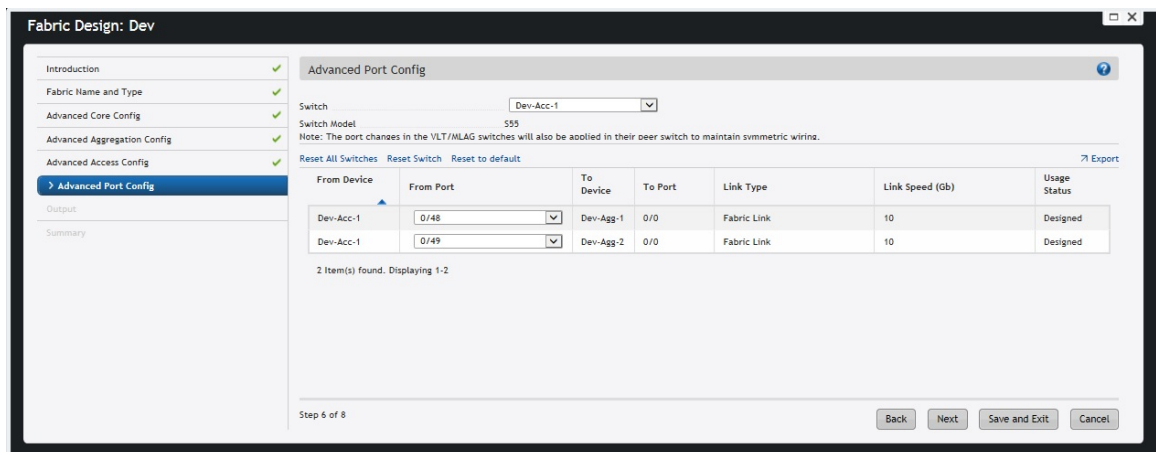 Fabric Design: Dev
Introduction
Fabric Name and Type
Advanced Core Config
Advanced Aggregation Config
Advanced Access Config
> Advanced Port Config
Output
Summary
Advanced Port Config
?
Switch Dev-Acc-1
Switch Model S55
Note: The port changes in the VLT/MLAG switches will also be applied in their peer switch to maintain symmetric wiring.
Reset All Switches Reset Switch Reset to default Export
From Device From Port To Device To Port Link Type Link Speed (Gb) Usage Status
Dev-Acc-1 0/48 Dev-Agg-1 0/0 Fabric Link 10 Designed
Dev-Acc-1 0/49 Dev-Agg-2 0/0 Fabric Link 10 Designed
2 Item(s) found. Displaying 1-2
Step 6 of 8 Back Next Save and Exit Cancel